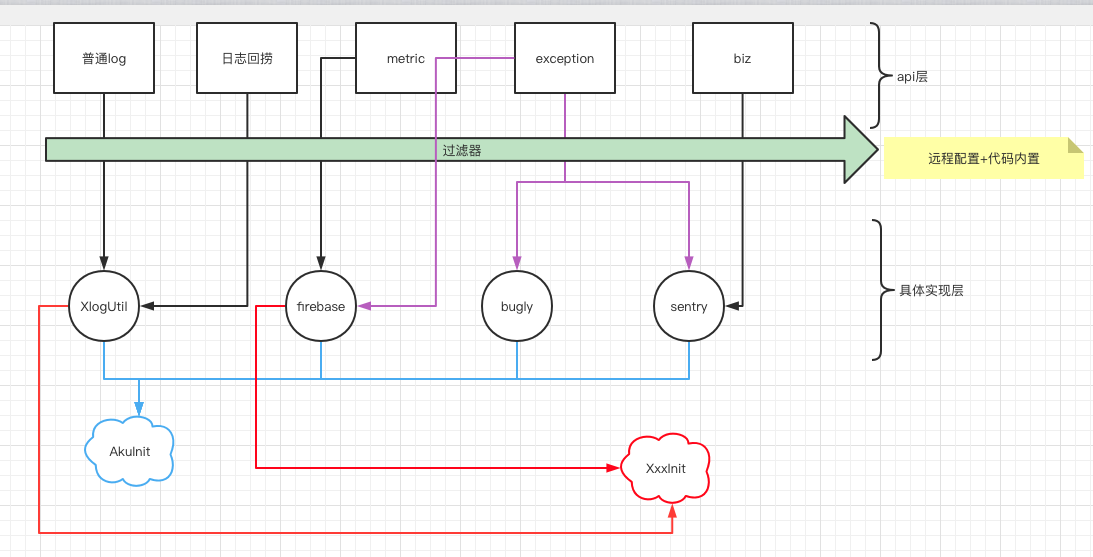 普通log
日志回捞
metric
exception
biz
api层
过滤器
远程配置+代码内置
XlogUtil
firebase
bugly
sentry
具体实现层
AkuInit
XxxInit